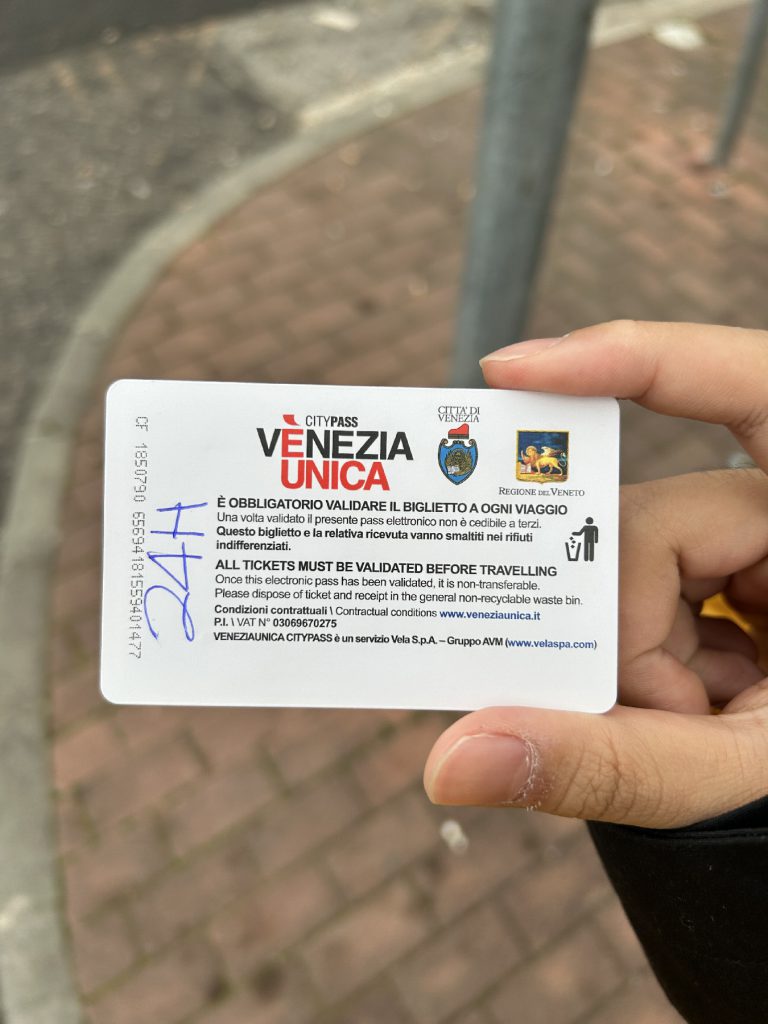 CITYPASS
VÈNEZIA
UNICA
CITTA' DI
VENEZIA
REGIONE DEL VENETO
È OBBLIGATORIO VALIDARE IL BIGLIETTO A OGNI VIAGGIO
Una volta validato il presente pass elettronico non è cedibile a terzi.
Questo biglietto e la relativa ricevuta vanno smaltiti nei rifiuti
indifferenziati.
ALL TICKETS MUST BE VALIDATED BEFORE TRAVELLING
Once this electronic pass has been validated, it is non-transferable.
Please dispose of ticket and receipt in the general non-recyclable waste bin.
Condizioni contrattuali \ Contractual conditions www.veneziaunica.it
P.I. \ VAT N° 03069670275
VENEZIAUNICA CITYPASS è un servizio Vela S.p.A. – Gruppo AVM (www.velaspa.com)
CF 1850790 65694181559401477
24H